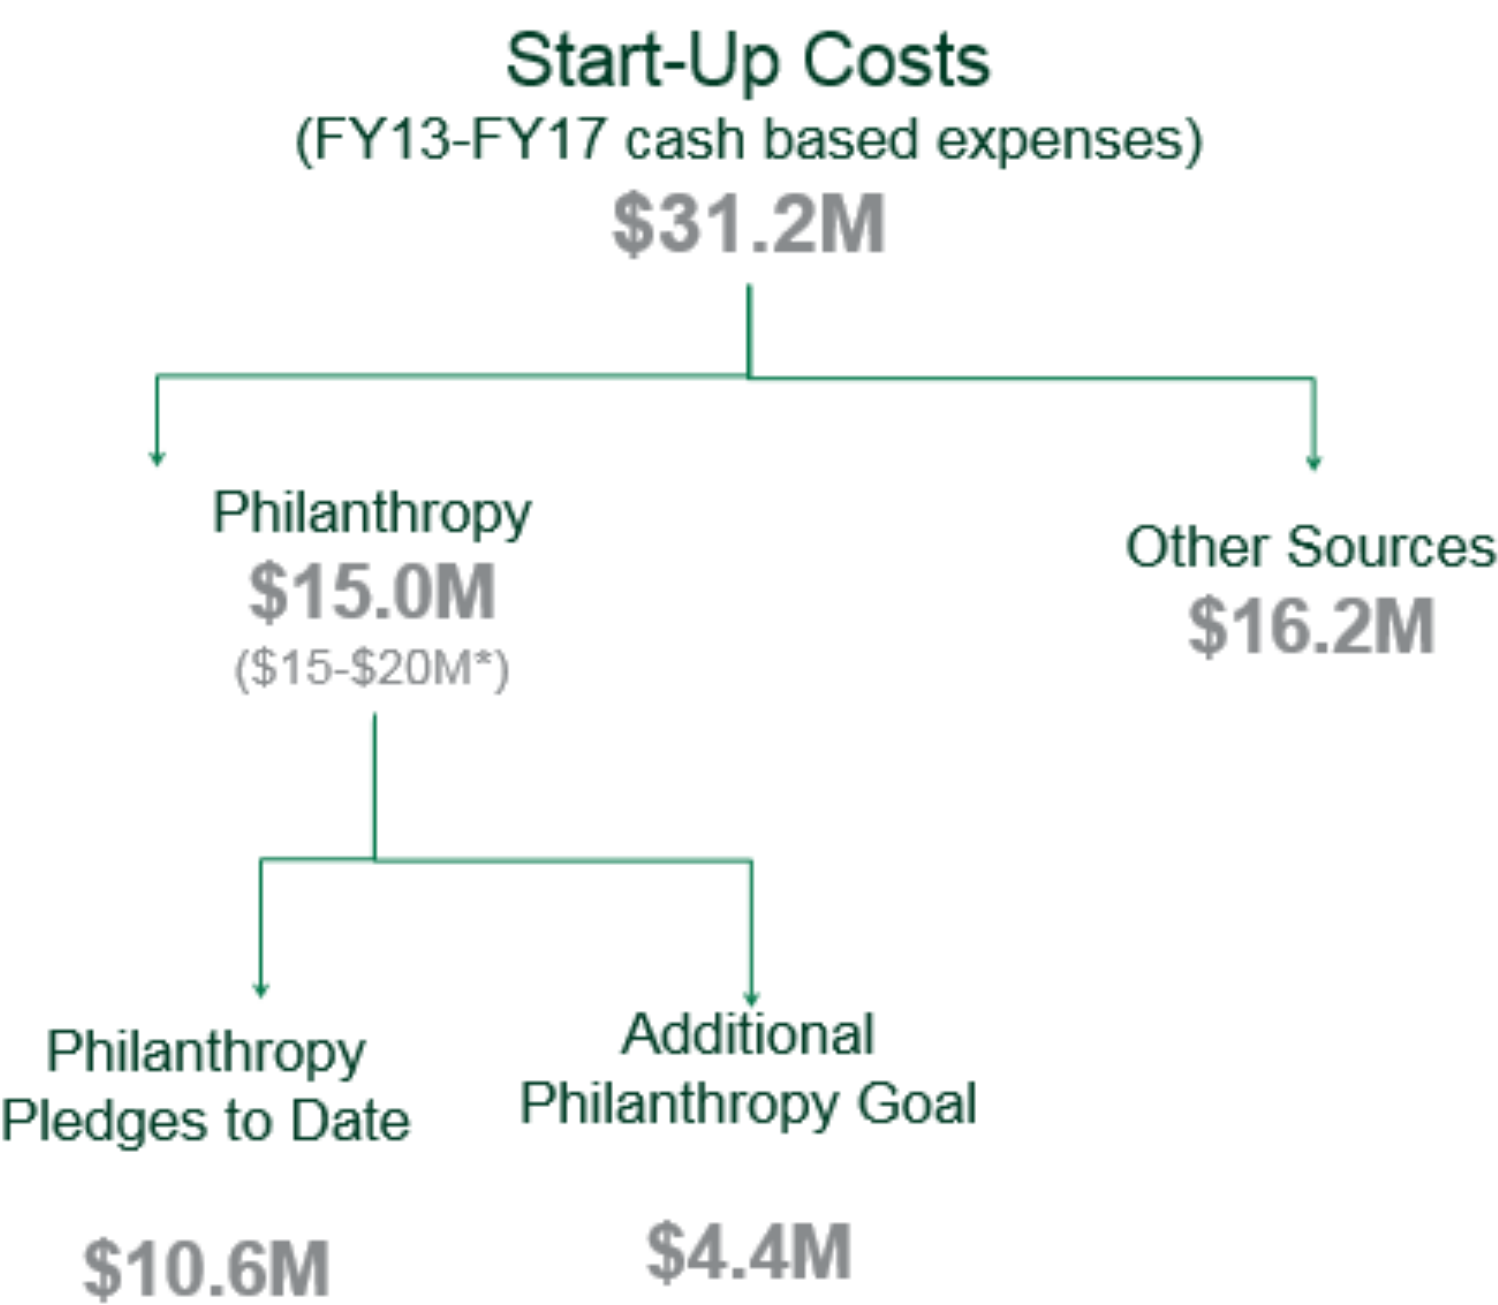 Start-Up Costs
(FY13-FY17 cash based expenses)
$31.2M
Philanthropy
$15.0M
($15-$20M*)
Other Sources
$16.2M
Philanthropy
Pledges to Date
$10.6M
Additional
Philanthropy Goal
$4.4M